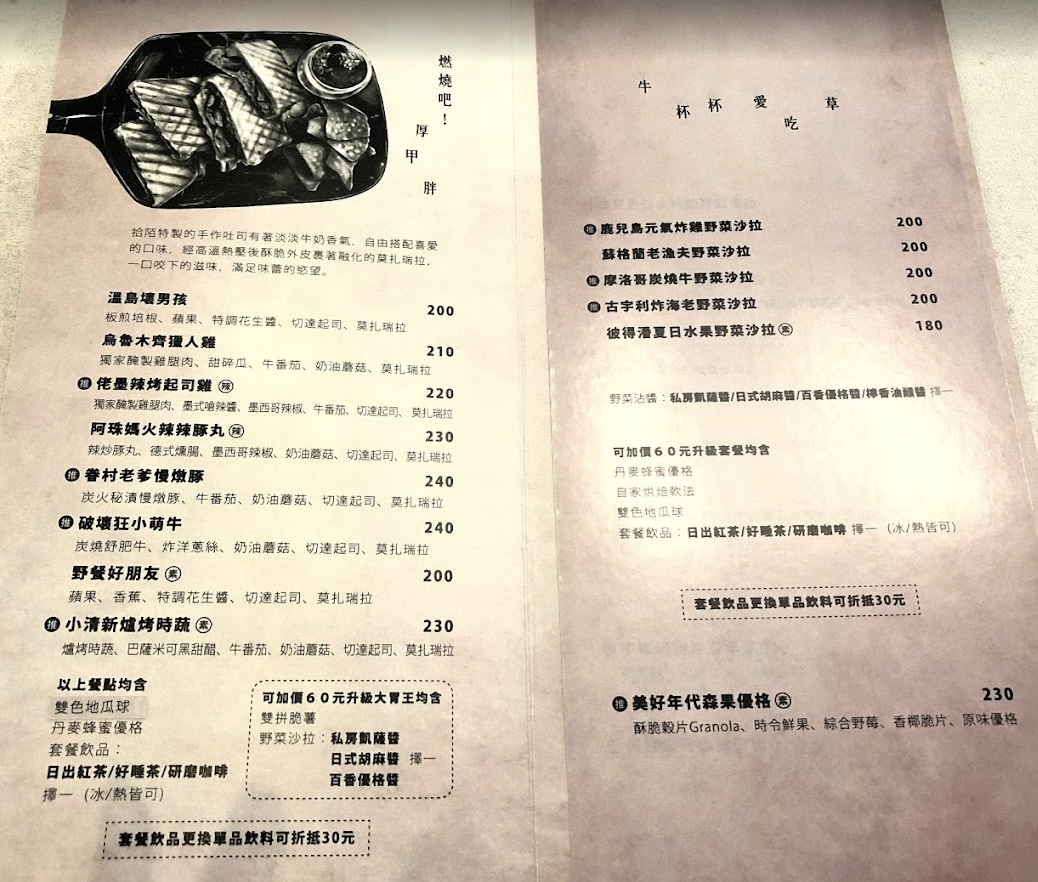 燃燒吧！
厚甲胖
拾陌特製的手作吐司有著淡淡牛奶香氣，自由搭配喜愛
的口味，經高溫熱壓後酥脆外皮裹著融化的莫扎瑞拉，
一口咬下的滋味，滿足味蕾的慾望。
溫島壞男孩 200
板煎培根、蘋果、特調花生醬、切達起司、莫扎瑞拉
烏魯木齊獵人雞 210
獨家醃製雞腿肉、甜碎瓜、牛番茄、奶油蘑菇、莫扎瑞拉
推 佬墨辣烤起司雞 辣 220
獨家醃製雞腿肉、墨式嗆辣醬、墨西哥辣椒、牛番茄、切達起司、莫扎瑞拉
阿珠媽火辣辣豚丸 辣 230
辣炒豚丸、德式燻腸、墨西哥辣椒、奶油蘑菇、切達起司、莫扎瑞拉
推 眷村老爹慢燉豚 240
炭火秘漬慢燉豚、牛番茄、奶油蘑菇、切達起司、莫扎瑞拉
推 破壞狂小萌牛 240
炭燒舒肥牛、炸洋蔥絲、奶油蘑菇、切達起司、莫扎瑞拉
野餐好朋友 素 200
蘋果、香蕉、特調花生醬、切達起司、莫扎瑞拉
推 小清新爐烤時蔬 素 230
爐烤時蔬、巴薩米可黑甜醋、牛番茄、奶油蘑菇、切達起司、莫扎瑞拉
以上餐點均含
雙色地瓜球
丹麥蜂蜜優格
套餐飲品：
日出紅茶/好睡茶/研磨咖啡
擇一（冰/熱皆可）
可加價６０元升級大胃王均含
雙拼脆薯
野菜沙拉：私房凱薩醬
日式胡麻醬 擇一
百香優格醬
套餐飲品更換單品飲料可折抵30元
牛杯杯愛吃草
推 鹿兒島元氣炸雞野菜沙拉 200
蘇格蘭老漁夫野菜沙拉 200
推 摩洛哥炭燒牛野菜沙拉 200
推 古宇利炸海老野菜沙拉 200
彼得潘夏日水果野菜沙拉 素 180
野菜沾醬：私房凱薩醬/日式胡麻醬/百香優格醬/檸香油醋醬 擇一
可加價６０元升級套餐均含
丹麥蜂蜜優格
自家烘焙軟法
雙色地瓜球
套餐飲品：日出紅茶/好睡茶/研磨咖啡 擇一（冰/熱皆可）
套餐飲品更換單品飲料可折抵30元
推 美好年代森果優格 素 230
酥脆穀片Granola、時令鮮果、綜合野莓、香椰脆片、原味優格